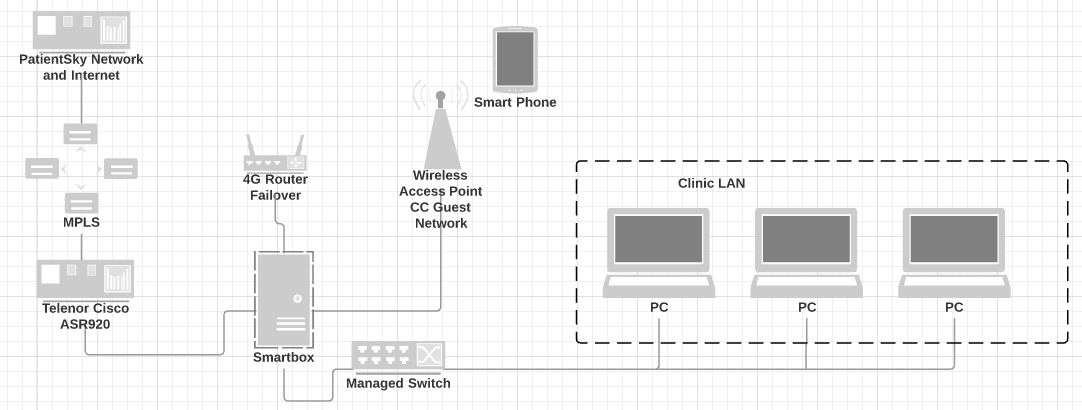 PatientSky Network
and Internet
Smart Phone
4G Router
Failover
Wireless
Access Point
CC Guest
Network
Clinic LAN
MPLS
Telenor Cisco
ASR920
PC
PC
PC
Smartbox
Managed Switch